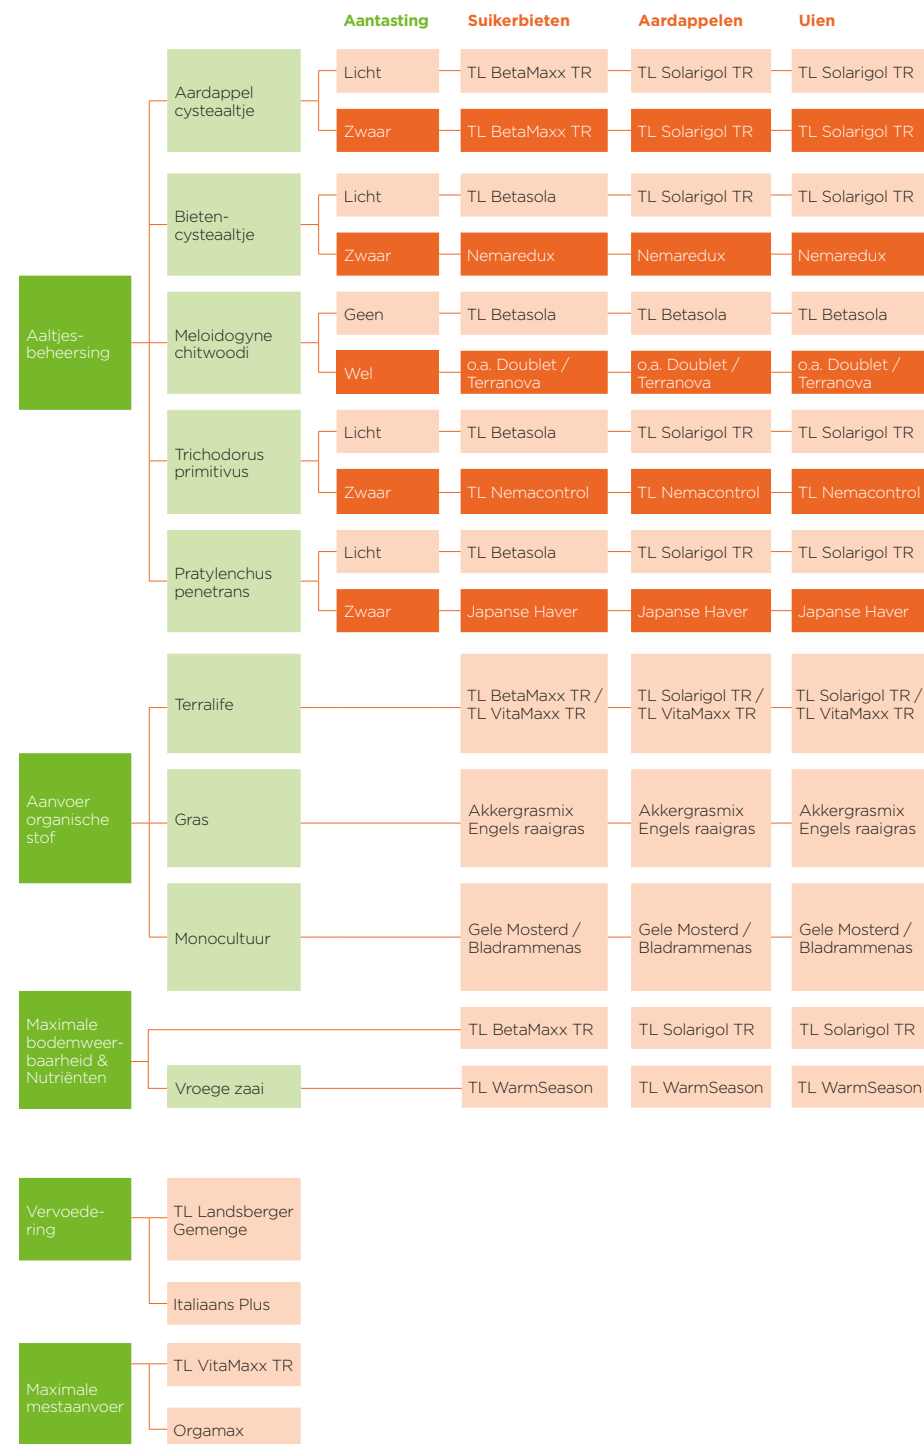 Aantasting Suikerbieten Aardappelen Uien
Aaltjes-
beheersing
Aardappel
cysteaaltje
Licht TL BetaMaxx TR TL Solarigol TR TL Solarigol TR
Zwaar TL BetaMaxx TR TL Solarigol TR TL Solarigol TR
Bieten-
cysteaaltje
Licht TL Betasola TL Solarigol TR TL Solarigol TR
Zwaar Nemaredux Nemaredux Nemaredux
Meloidogyne
chitwoodi
Geen TL Betasola TL Betasola TL Betasola
Wel
o.a. Doublet /
Terranova
o.a. Doublet /
Terranova
o.a. Doublet /
Terranova
Trichodorus
primitivus
Licht TL Betasola TL Solarigol TR TL Solarigol TR
Zwaar TL Nemacontrol TL Nemacontrol TL Nemacontrol
Pratylenchus
penetrans
Licht TL Betasola TL Solarigol TR TL Solarigol TR
Zwaar Japanse Haver Japanse Haver Japanse Haver
Aanvoer
organische
stof
Terralife
TL BetaMaxx TR /
TL VitaMaxx TR
TL Solarigol TR /
TL VitaMaxx TR
TL Solarigol TR /
TL VitaMaxx TR
Gras
Akkergrasmix
Engels raaigras
Akkergrasmix
Engels raaigras
Akkergrasmix
Engels raaigras
Monocultuur
Gele Mosterd /
Bladrammenas
Gele Mosterd /
Bladrammenas
Gele Mosterd /
Bladrammenas
Maximale
bodemweer-
baarheid &
Nutriënten
TL BetaMaxx TR TL Solarigol TR TL Solarigol TR
Vroege zaai TL WarmSeason TL WarmSeason TL WarmSeason
Vervoede-
ring
TL Landsberger
Gemenge
Italiaans Plus
Maximale
mestaanvoer
TL VitaMaxx TR
Orgamax